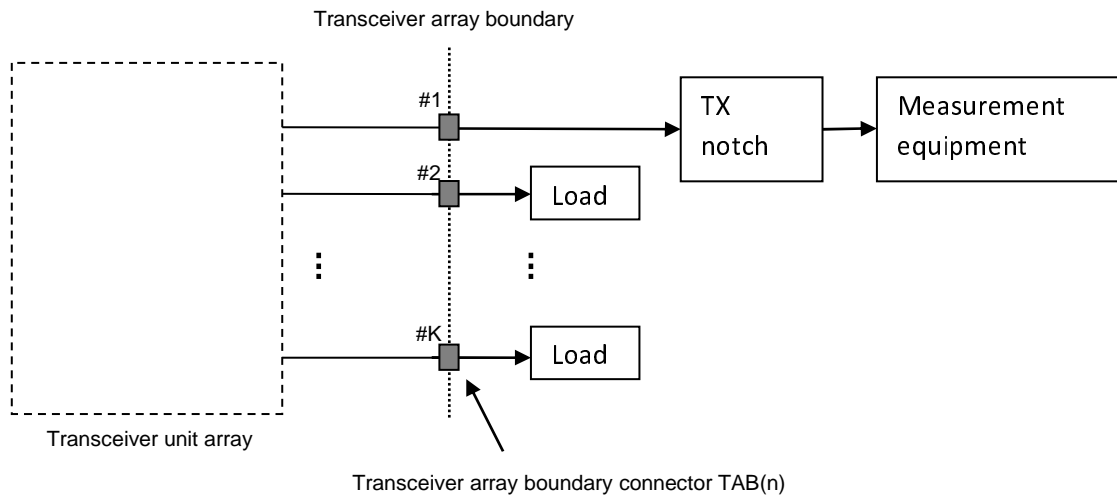 Transceiver array boundary
#1
TX
notch
Measurement
equipment
#2
Load
#K
Load
Transceiver unit array
Transceiver array boundary connector TAB(n)